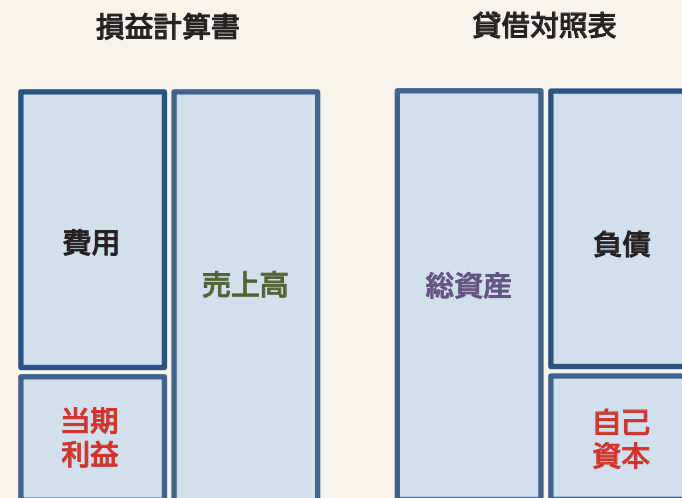 損益計算書
貸借対照表
費用
売上高
当期
利益
総資産
負債
自己
資本